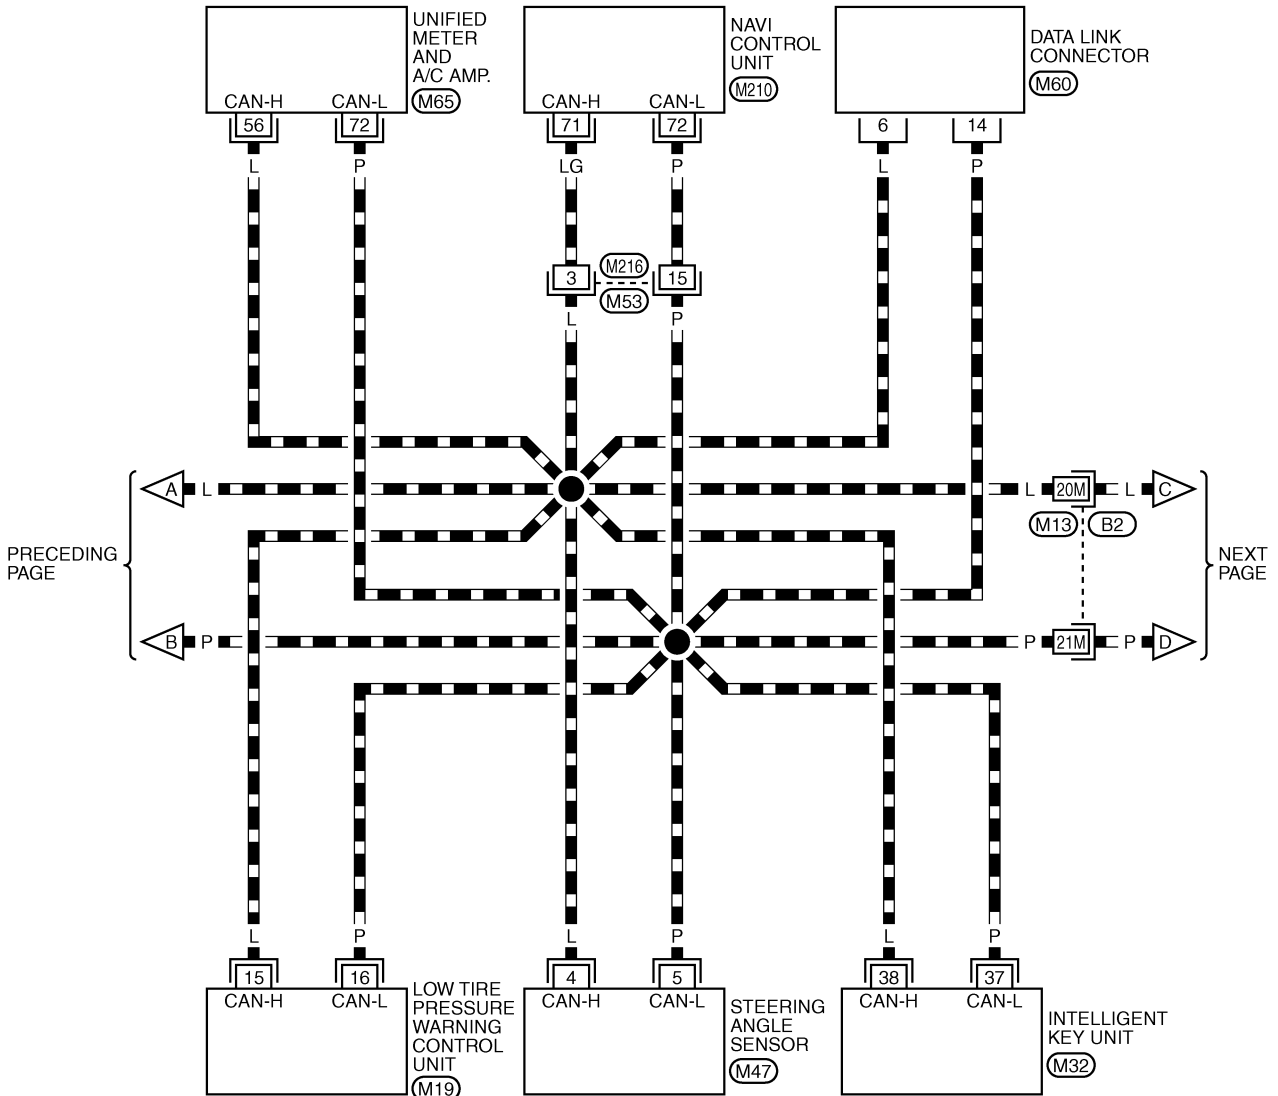 UNIFIED
METER
AND
A/C AMP.
M65
NAVI
CONTROL
UNIT
M210
DATA LINK
CONNECTOR
M60
CAN-H CAN-L CAN-H CAN-L
56 72 71 72 6 14
L P LG P L P
3 M216 15
M53
L P
A L L 20M L C
M13 B2
PRECEDING
PAGE
NEXT
PAGE
B P P 21M P D
L P L P L P
15 16 4 5 38 37
CAN-H CAN-L CAN-H CAN-L CAN-H CAN-L
LOW TIRE
PRESSURE
WARNING
CONTROL
UNIT
M19
STEERING
ANGLE
SENSOR
M47
INTELLIGENT
KEY UNIT
M32